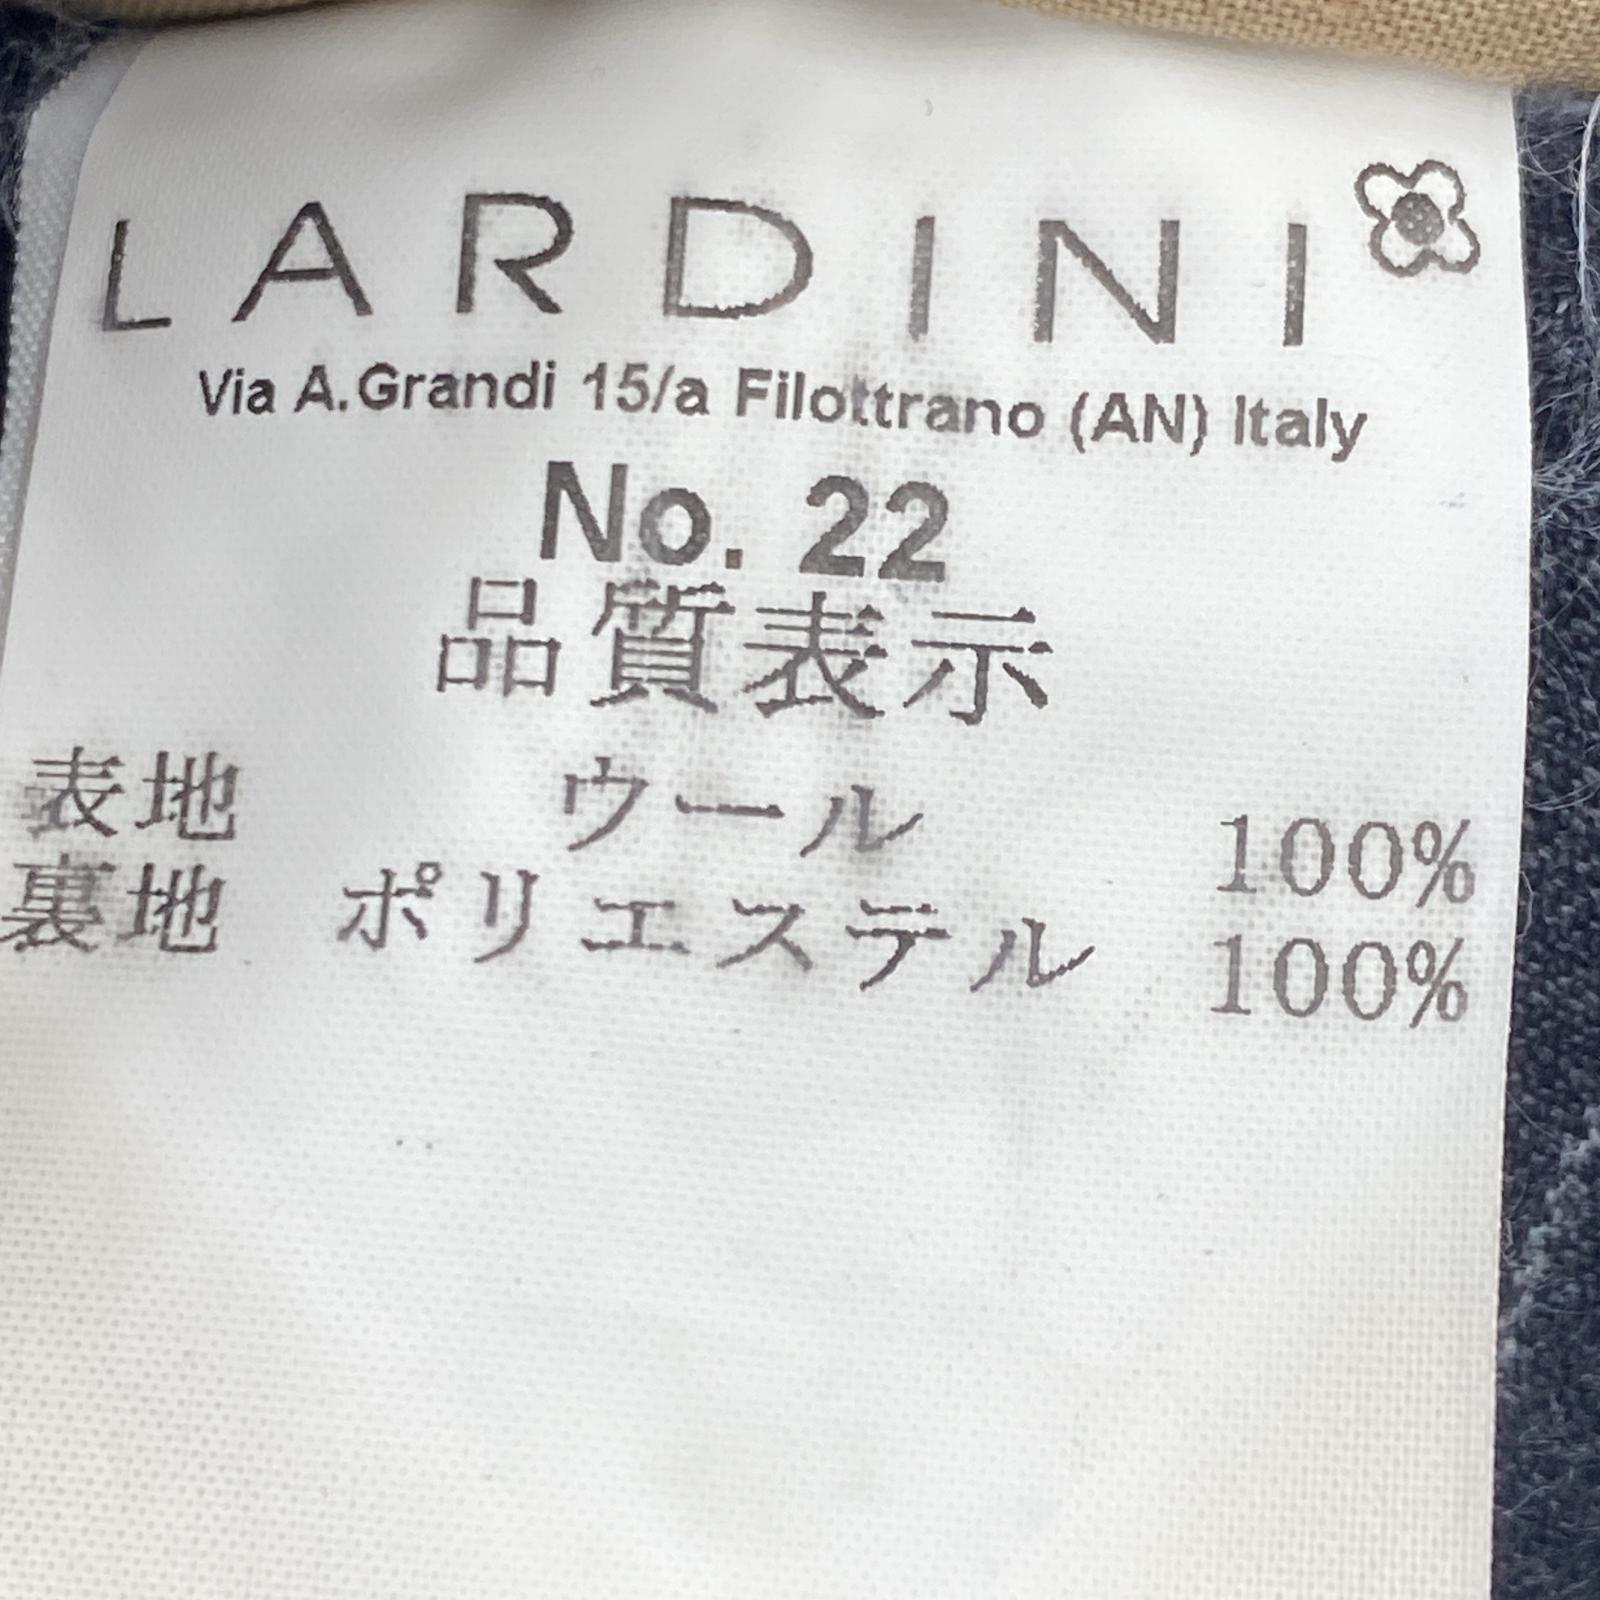 LARDINI
Via A.Grandi 15/a Filottrano (AN) Italy
No. 22
品質表示
表地 ウール 100%
裏地 ポリエステル 100%